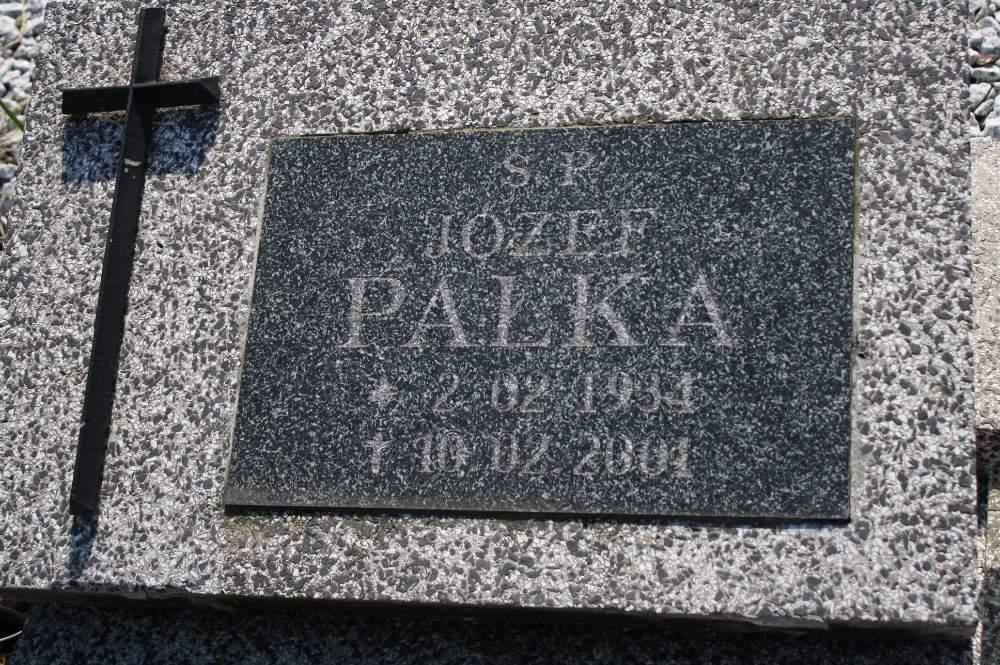 Ś. P.
JÓZEF
PAŁKA
★ 2. 02. 1934
✝ 10. 02. 2001